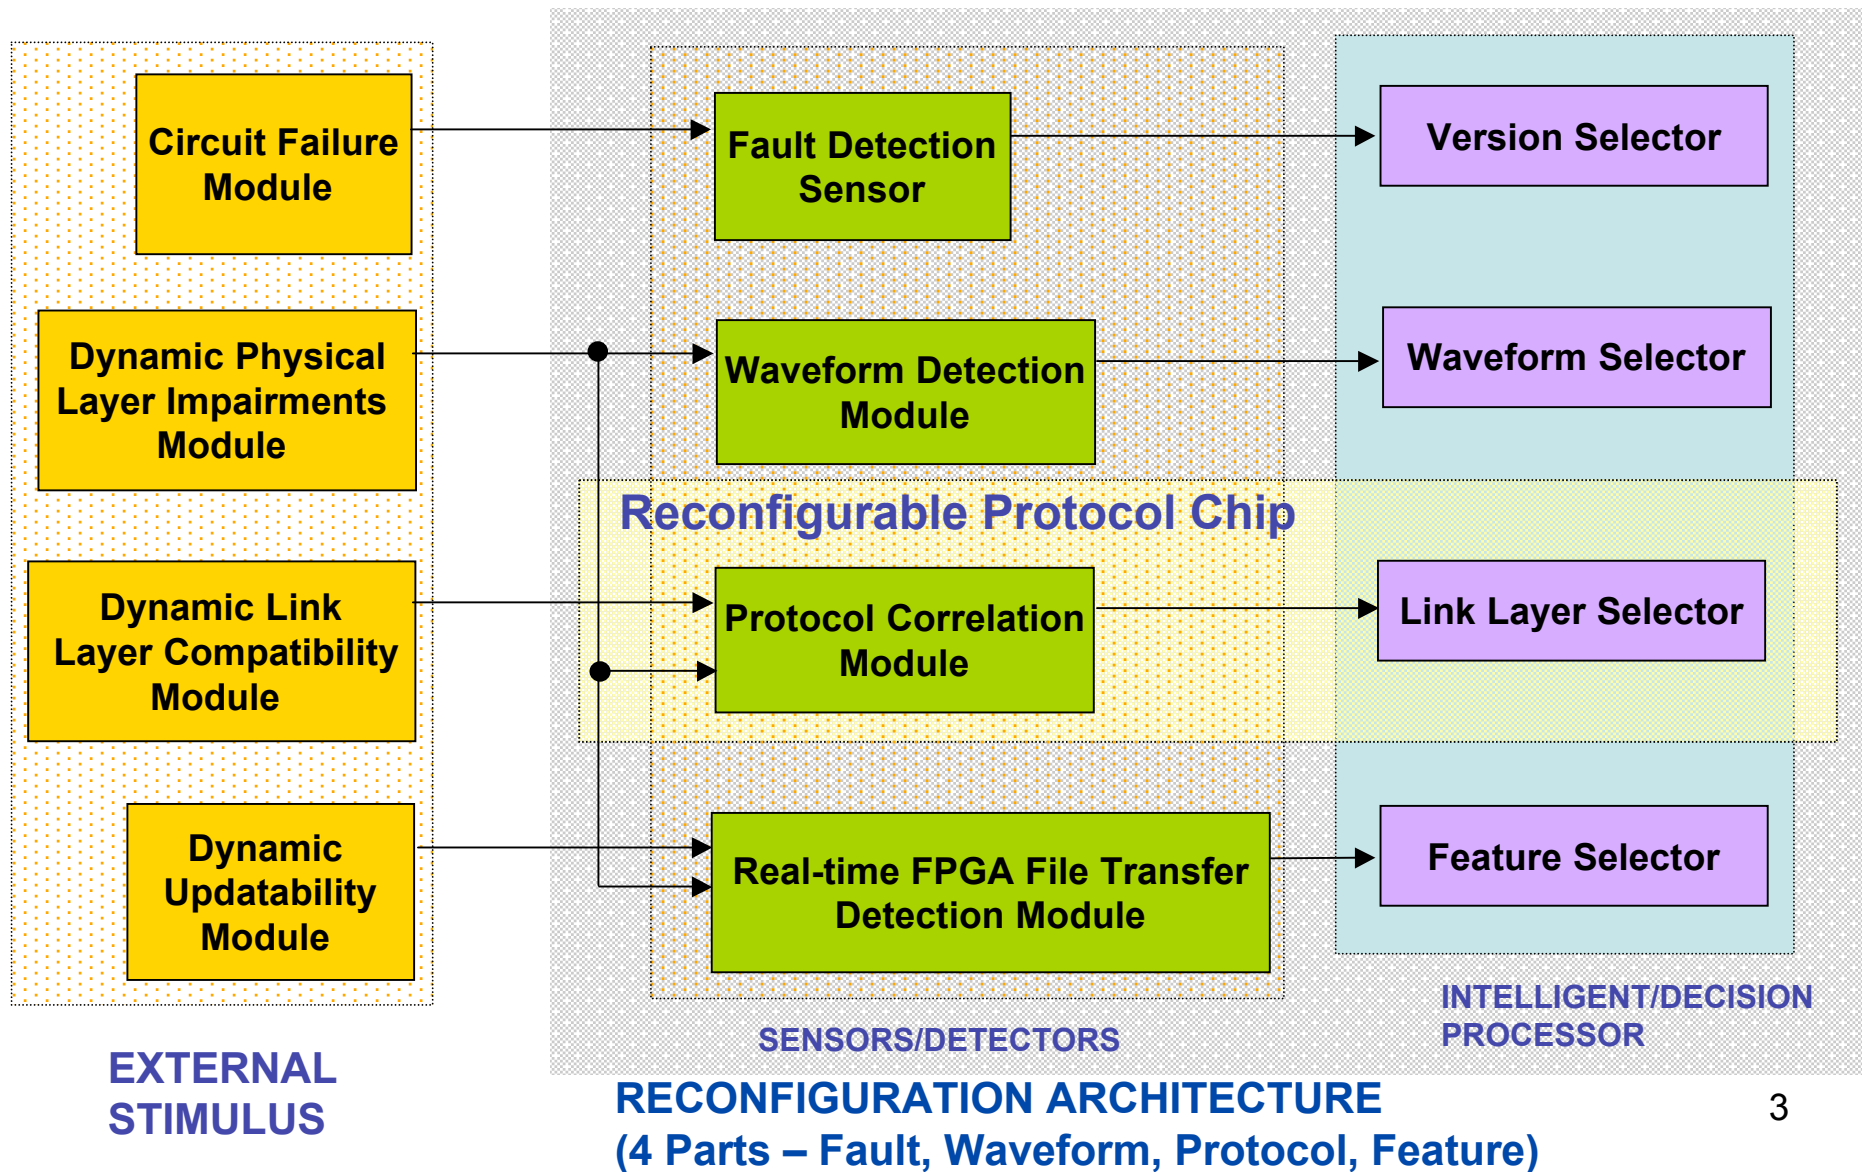 Circuit Failure
Module
Fault Detection
Sensor
Version Selector
Dynamic Physical
Layer Impairments
Module
Waveform Detection
Module
Waveform Selector
Reconfigurable Protocol Chip
Dynamic Link
Layer Compatibility
Module
Protocol Correlation
Module
Link Layer Selector
Dynamic
Updatability
Module
Real-time FPGA File Transfer
Detection Module
Feature Selector
EXTERNAL
STIMULUS
SENSORS/DETECTORS
INTELLIGENT/DECISION
PROCESSOR
RECONFIGURATION ARCHITECTURE
(4 Parts – Fault, Waveform, Protocol, Feature)
3